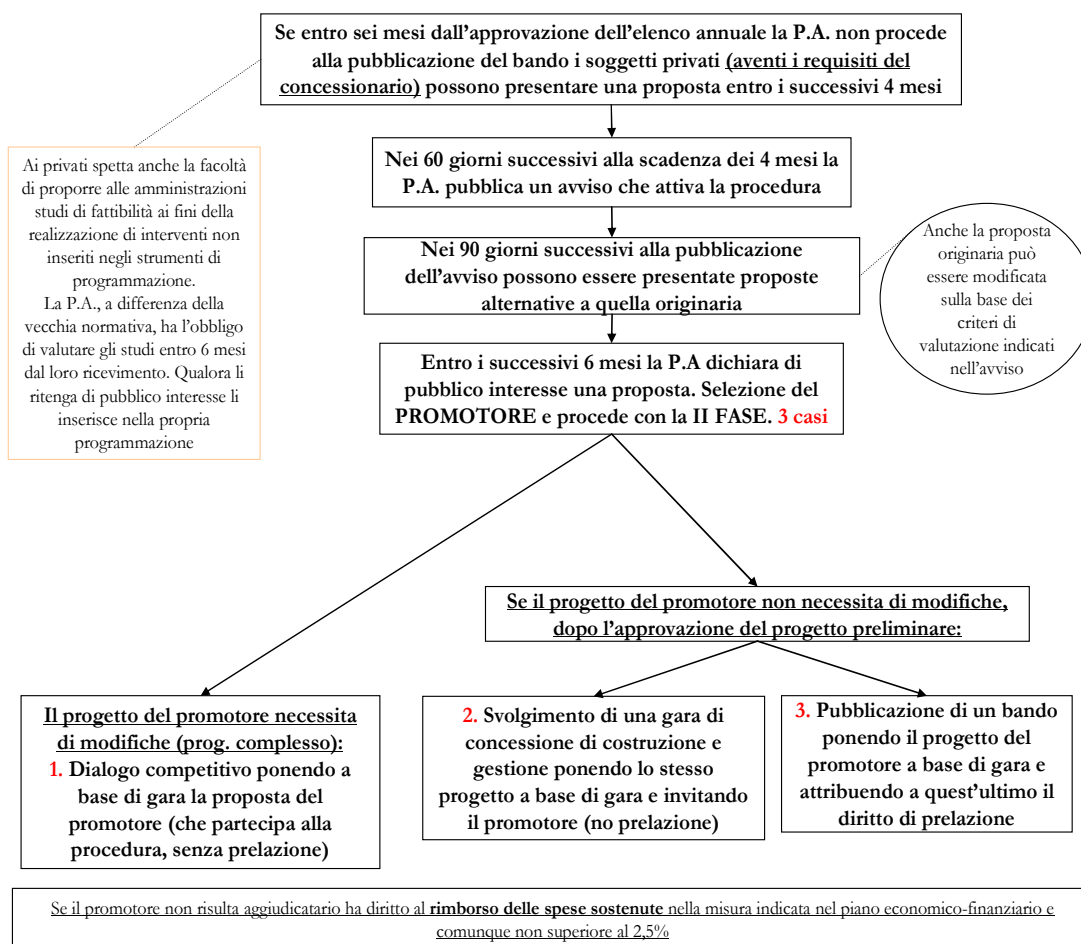 Se entro sei mesi dall'approvazione dell'elenco annuale la P.A. non procede
alla pubblicazione del bando i soggetti privati (aventi i requisiti del
concessionario) possono presentare una proposta entro i successivi 4 mesi
Ai privati spetta anche la facoltà
di proporre alle amministrazioni
studi di fattibilità ai fini della
realizzazione di interventi non
inseriti negli strumenti di
programmazione.
La P.A., a differenza della
vecchia normativa, ha l'obbligo
di valutare gli studi entro 6 mesi
dal loro ricevimento. Qualora li
ritenga di pubblico interesse li
inserisce nella propria
programmazione
Nei 60 giorni successivi alla scadenza dei 4 mesi la
P.A. pubblica un avviso che attiva la procedura
Nei 90 giorni successivi alla pubblicazione
dell'avviso possono essere presentate proposte
alternative a quella originaria
Anche la proposta
originaria può
essere modificata
sulla base dei
criteri di
valutazione indicati
nell'avviso
Entro i successivi 6 mesi la P.A dichiara di
pubblico interesse una proposta. Selezione del
PROMOTORE e procede con la II FASE. 3 casi
Se il progetto del promotore non necessita di modifiche,
dopo l'approvazione del progetto preliminare:
Il progetto del promotore necessita
di modifiche (prog. complesso):
1. Dialogo competitivo ponendo a
base di gara la proposta del
promotore (che partecipa alla
procedura, senza prelazione)
2. Svolgimento di una gara di
concessione di costruzione e
gestione ponendo lo stesso
progetto a base di gara e invitando
il promotore (no prelazione)
3. Pubblicazione di un bando
ponendo il progetto del
promotore a base di gara e
attribuendo a quest'ultimo il
diritto di prelazione
Se il promotore non risulta aggiudicatario ha diritto al rimborso delle spese sostenute nella misura indicata nel piano economico-finanziario e
comunque non superiore al 2,5%